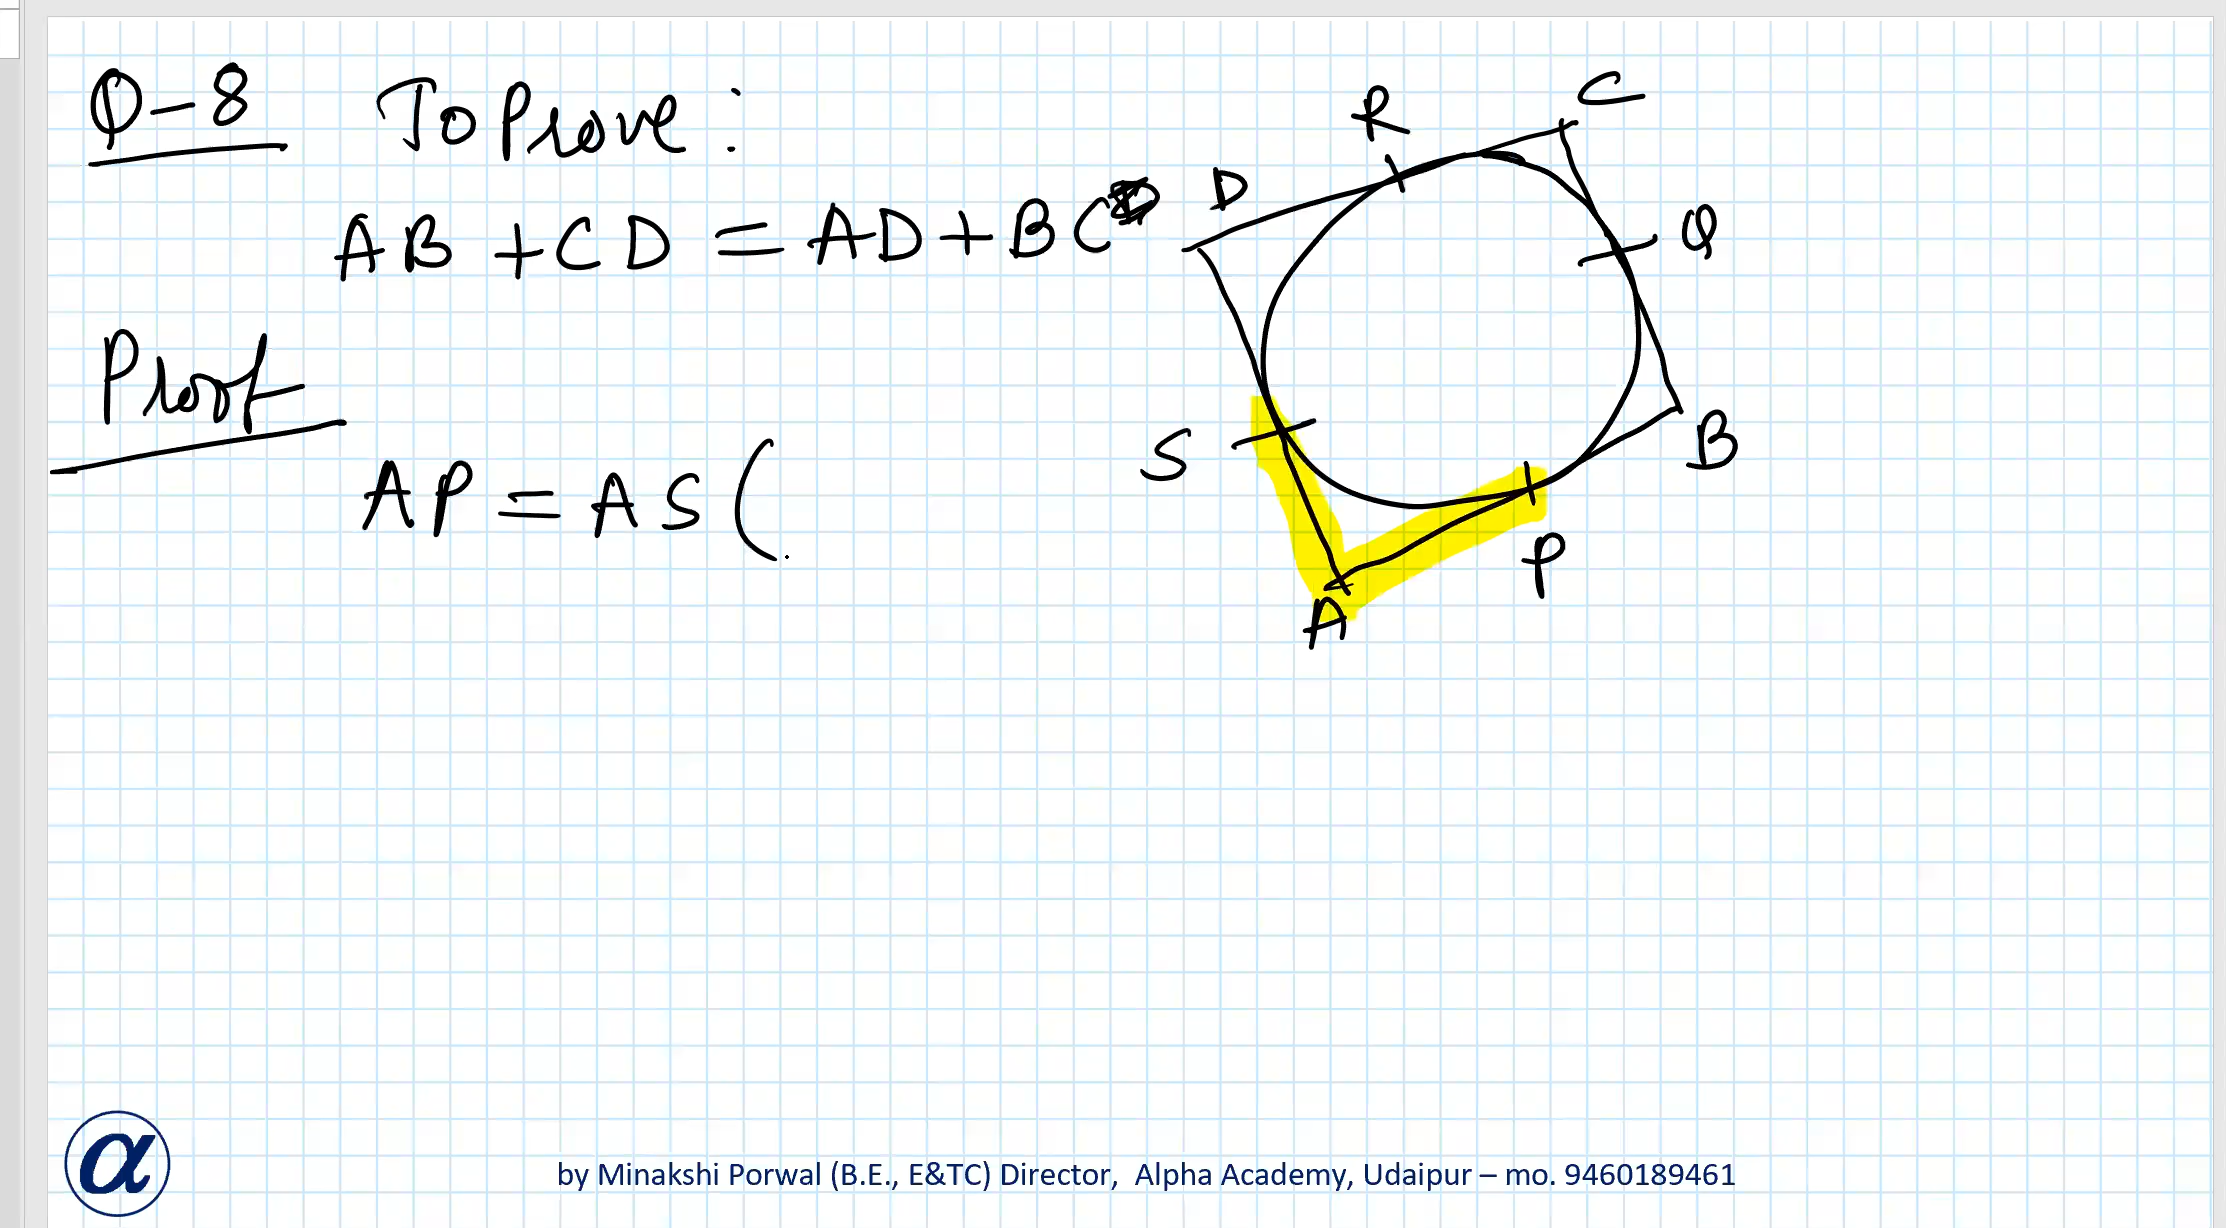 Q-8 To Prove:
AB + CD = AD + BC
Proof
AP = AS (
R
C
D
Q
S
B
P
A
α
by Minakshi Porwal (B.E., E&TC) Director, Alpha Academy, Udaipur – mo. 9460189461